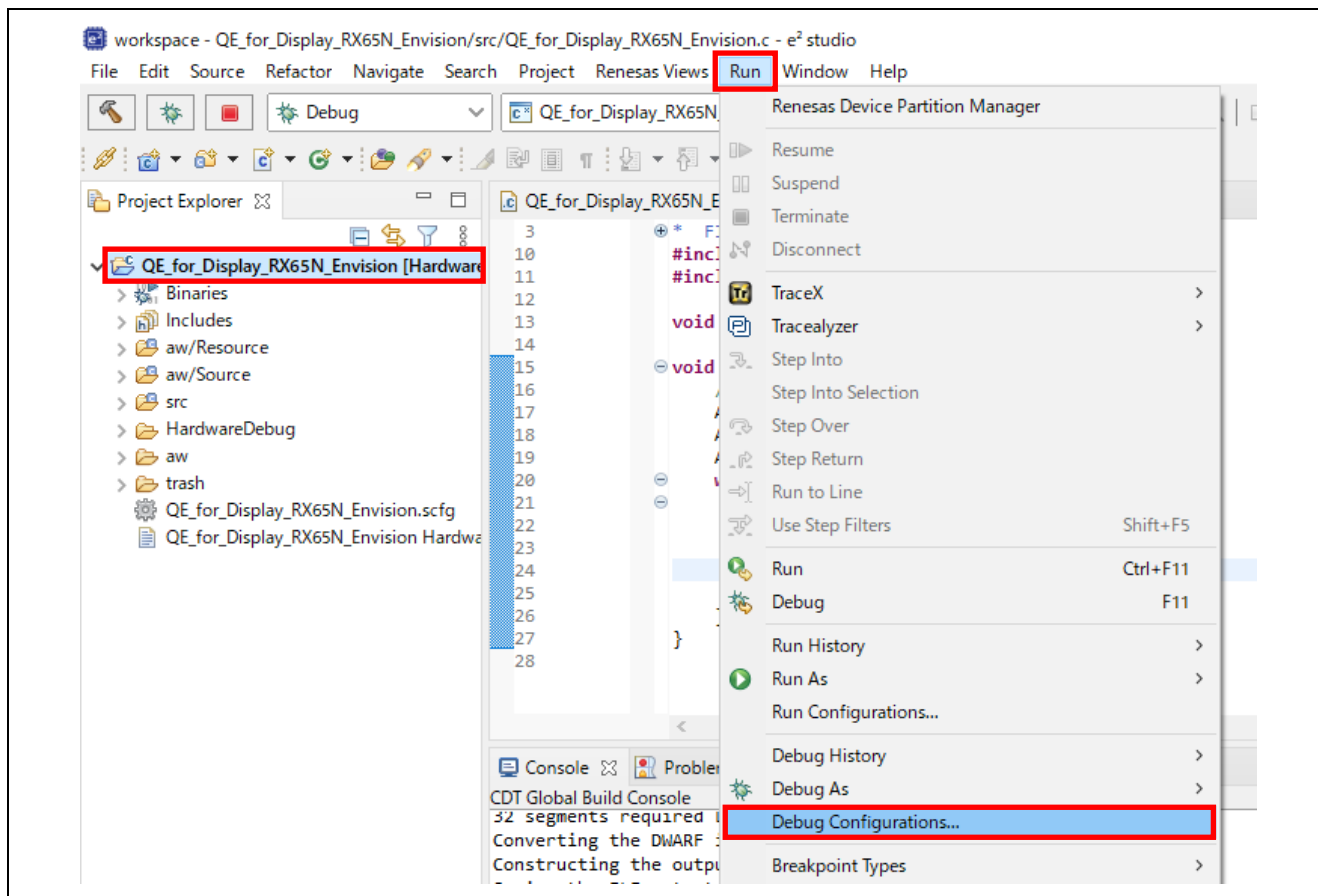 workspace - QE_for_Display_RX65N_Envision/src/QE_for_Display_RX65N_Envision.c - e² studio
File Edit Source Refactor Navigate Search Project Renesas Views Run Window Help
Debug QE_for_Display_RX65N_
Project Explorer
QE_for_Display_RX65N_Envision [Hardware
Binaries
Includes
aw/Resource
aw/Source
src
HardwareDebug
aw
trash
QE_for_Display_RX65N_Envision.scfg
QE_for_Display_RX65N_Envision Hardwa
QE_for_Display_RX65N_E
3 *
10 #incl
11 #incl
12
13 void
14
15 void
16
17
18
19
20
21
22
23
24
25
26
27 }
28
Console Problem
CDT Global Build Console
32 segments required
Converting the DWARF
Constructing the outpu
Renesas Device Partition Manager
Resume
Suspend
Terminate
Disconnect
TraceX
Tracealyzer
Step Into
Step Into Selection
Step Over
Step Return
Run to Line
Use Step Filters Shift+F5
Run Ctrl+F11
Debug F11
Run History
Run As
Run Configurations...
Debug History
Debug As
Debug Configurations...
Breakpoint Types